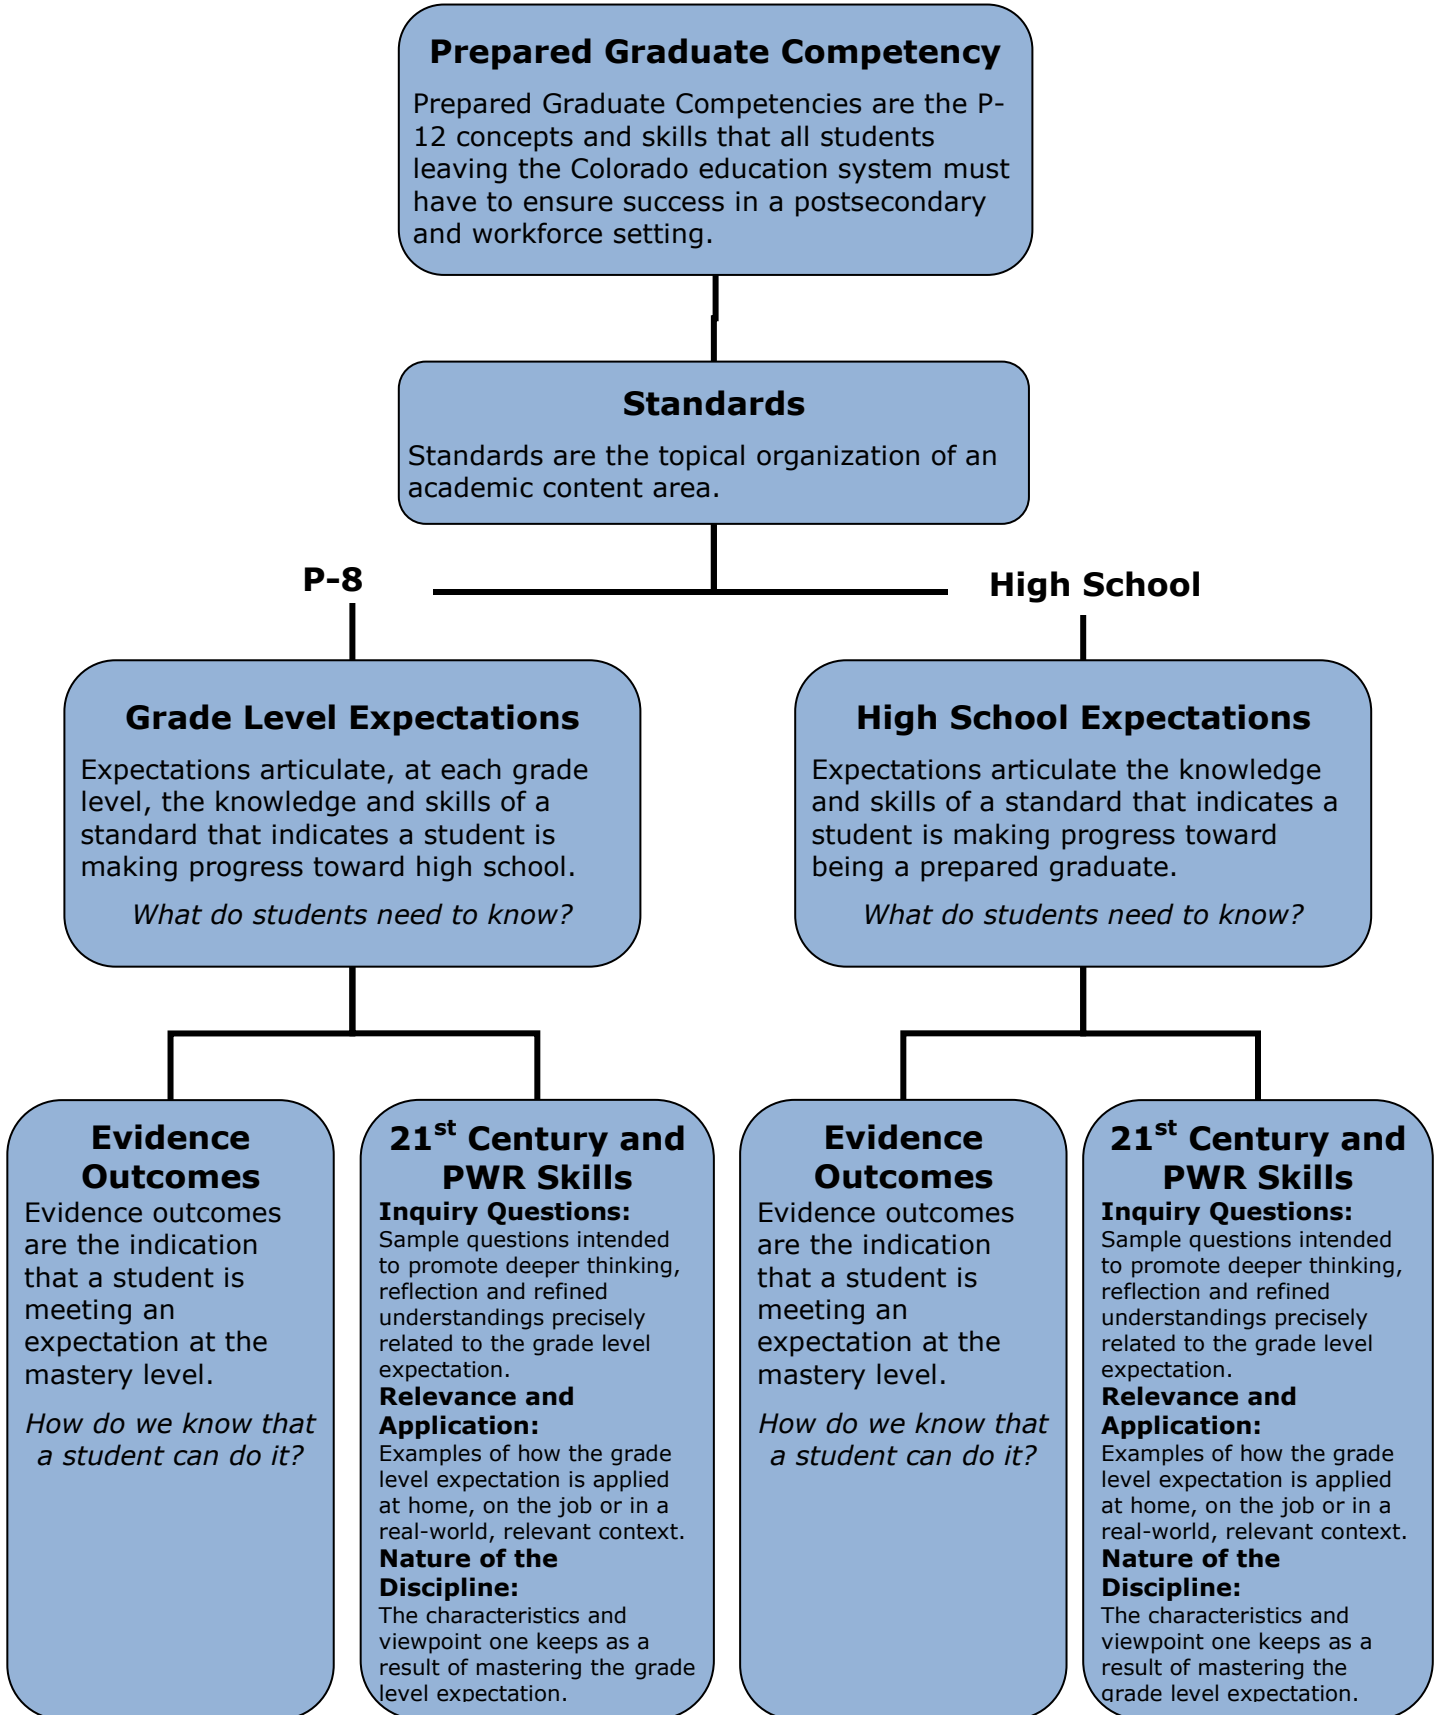 Prepared Graduate Competency
Prepared Graduate Competencies are the P-
12 concepts and skills that all students
leaving the Colorado education system must
have to ensure success in a postsecondary
and workforce setting.
Standards
Standards are the topical organization of an
academic content area.
P-8
High School
Grade Level Expectations
Expectations articulate, at each grade
level, the knowledge and skills of a
standard that indicates a student is
making progress toward high school.
What do students need to know?
High School Expectations
Expectations articulate the knowledge
and skills of a standard that indicates a
student is making progress toward
being a prepared graduate.
What do students need to know?
Evidence
Outcomes
Evidence outcomes
are the indication
that a student is
meeting an
expectation at the
mastery level.
How do we know that
a student can do it?
21st Century and
PWR Skills
Inquiry Questions:
Sample questions intended
to promote deeper thinking,
reflection and refined
understandings precisely
related to the grade level
expectation.
Relevance and
Application:
Examples of how the grade
level expectation is applied
at home, on the job or in a
real-world, relevant context.
Nature of the
Discipline:
The characteristics and
viewpoint one keeps as a
result of mastering the grade
level expectation.
Evidence
Outcomes
Evidence outcomes
are the indication
that a student is
meeting an
expectation at the
mastery level.
How do we know that
a student can do it?
21st Century and
PWR Skills
Inquiry Questions:
Sample questions intended
to promote deeper thinking,
reflection and refined
understandings precisely
related to the grade level
expectation.
Relevance and
Application:
Examples of how the grade
level expectation is applied
at home, on the job or in a
real-world, relevant context.
Nature of the
Discipline:
The characteristics and
viewpoint one keeps as a
result of mastering the
grade level expectation.